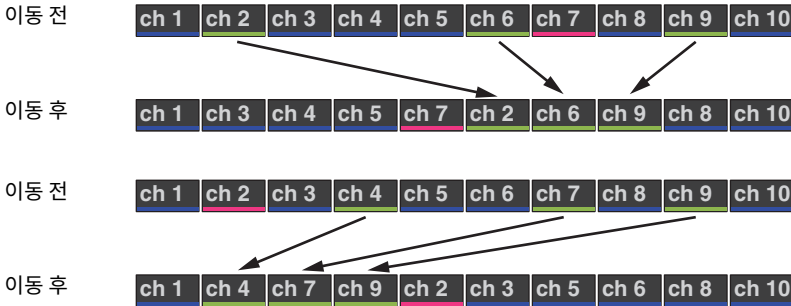 이동 전 ch 1 ch 2 ch 3 ch 4 ch 5 ch 6 ch 7 ch 8 ch 9 ch 10
이동 후 ch 1 ch 3 ch 4 ch 5 ch 7 ch 2 ch 6 ch 9 ch 8 ch 10
이동 전 ch 1 ch 2 ch 3 ch 4 ch 5 ch 6 ch 7 ch 8 ch 9 ch 10
이동 후 ch 1 ch 4 ch 7 ch 9 ch 2 ch 3 ch 5 ch 6 ch 8 ch 10